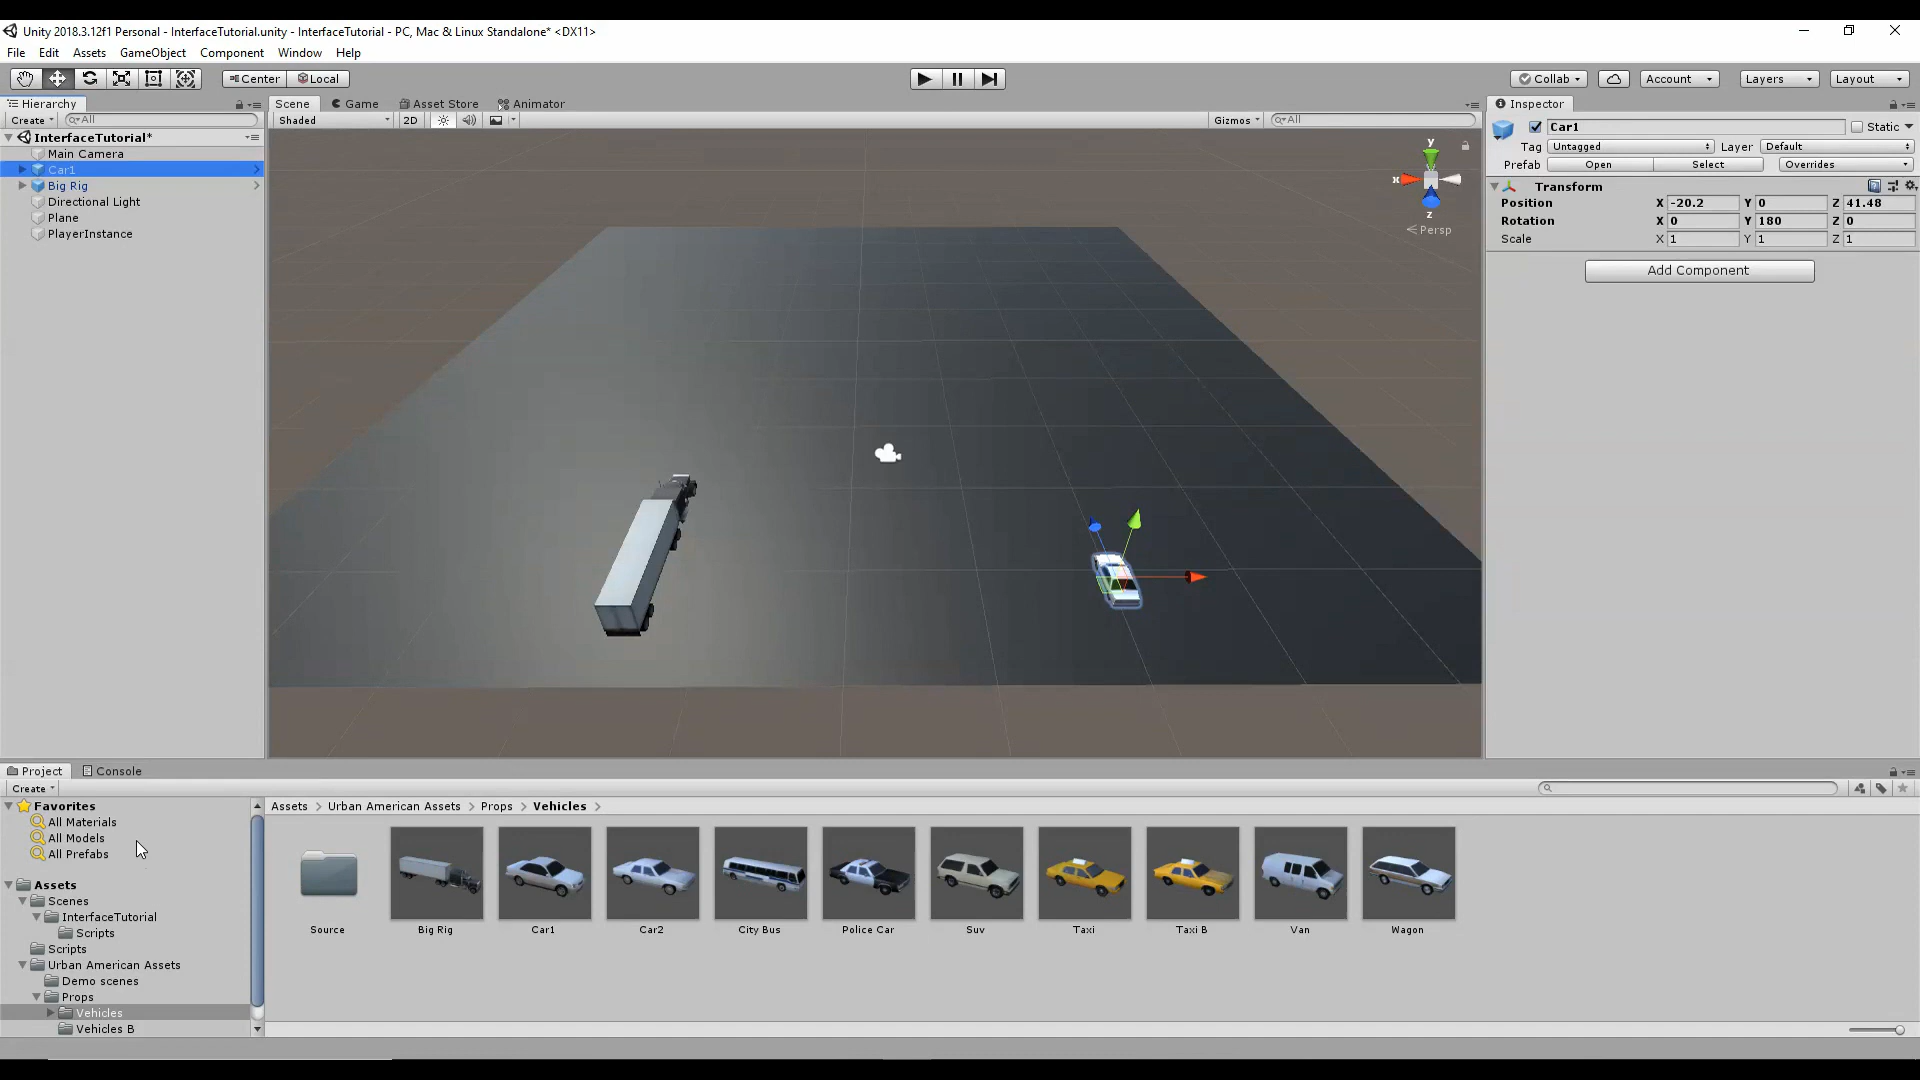 Unity 2018.3.12f1 Personal - InterfaceTutorial.unity - InterfaceTutorial - PC, Mac & Linux Standalone* <DX11>
File Edit Assets GameObject Component Window Help
Center Local Collab Account Layers Layout
Hierarchy Scene Game Asset Store Animator Inspector
Create All Shaded 2D Gizmos All
InterfaceTutorial*
Main Camera
Car1
Big Rig
Directional Light
Plane
PlayerInstance
y
x
z
Persp
Car1 Static
Tag Untagged Layer Default
Prefab Open Select Overrides
Transform
Position X -20.2 Y 0 Z 41.48
Rotation X 0 Y 180 Z 0
Scale X 1 Y 1 Z 1
Add Component
Project Console
Create
Favorites
All Materials
All Models
All Prefabs
Assets
Scenes
InterfaceTutorial
Scripts
Scripts
Urban American Assets
Demo scenes
Props
Vehicles
Vehicles B
Assets > Urban American Assets > Props > Vehicles >
Source Big Rig Car1 Car2 City Bus Police Car Suv Taxi Taxi B Van Wagon